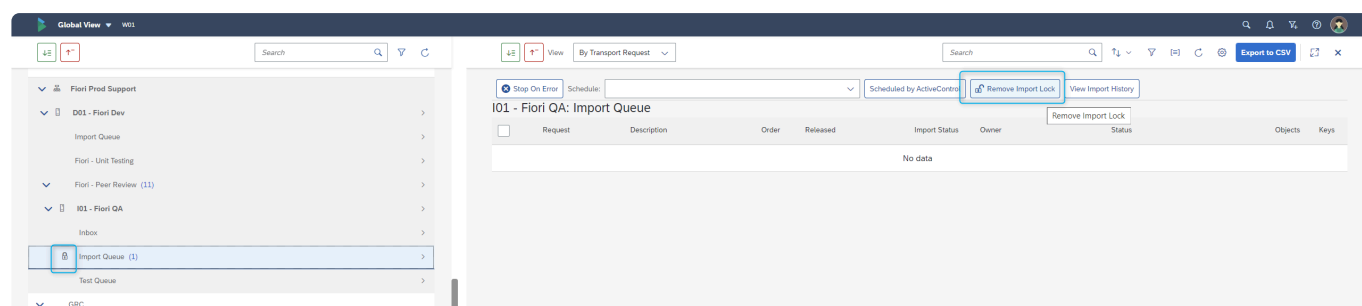 Global View W01
Search
View By Transport Request Search Export to CSV
Fiori Prod Support
D01 - Fiori Dev
Import Queue
Fiori - Unit Testing
Fiori - Peer Review (11)
I01 - Fiori QA
Inbox
Import Queue (1)
Test Queue
GRC
Stop On Error Schedule: Scheduled by ActiveControl Remove Import Lock View Import History
I01 - Fiori QA: Import Queue
Remove Import Lock
Request Description Order Released Import Status Owner Status Objects Keys
No data